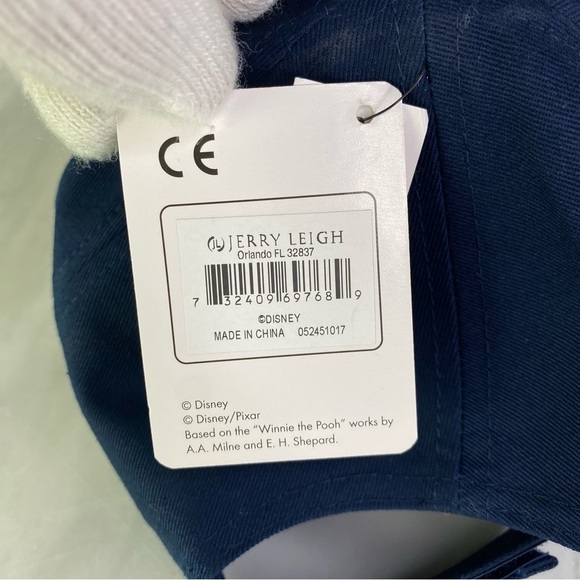 CE
JL JERRY LEIGH
Orlando FL 32837
7 32409 69768 9
©DISNEY
MADE IN CHINA 052451017
© Disney
© Disney/Pixar
Based on the “Winnie the Pooh” works by
A.A. Milne and E. H. Shepard.